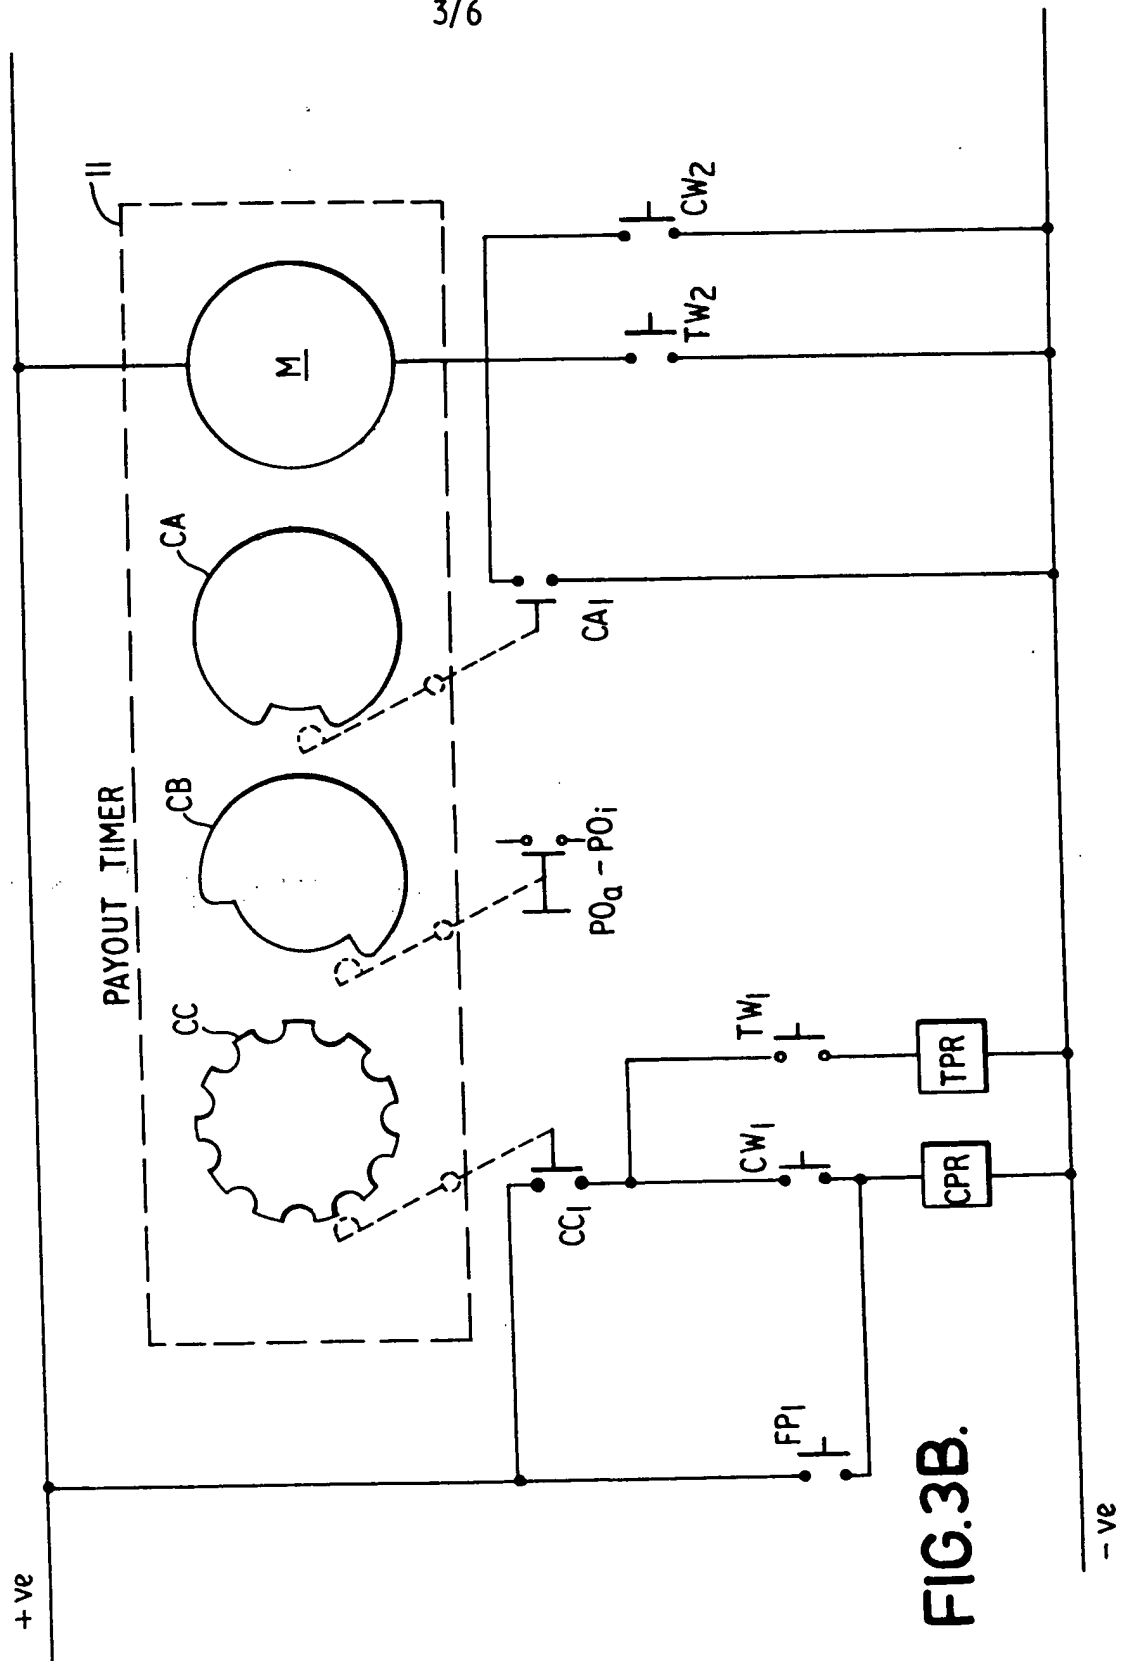 3/6
+ve
PAYOUT TIMER
11
CC
CB
CA
M
CC1
POa - POi
CA1
FP1
CW1
TW1
TW2
CW2
CPR
TPR
-ve
FIG.3B.